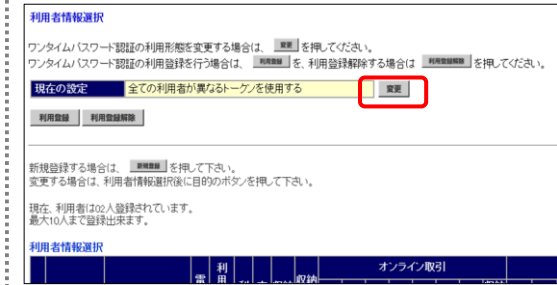 利用者情報選択
ワンタイムパスワード認証の利用形態を変更する場合は、 変更 を押してください。
ワンタイムパスワード認証の利用登録を行う場合は、 利用登録 を、利用登録解除する場合は 利用登録解除 を押してください。
現在の設定 全ての利用者が異なるトークンを使用する 変更
利用登録 利用登録解除
新規登録する場合は、 新規登録 を押して下さい。
変更する場合は、利用者情報選択後に目的のボタンを押して下さい。
現在、利用者は02人登録されています。
最大10人まで登録出来ます。
利用者情報選択
オンライン取引